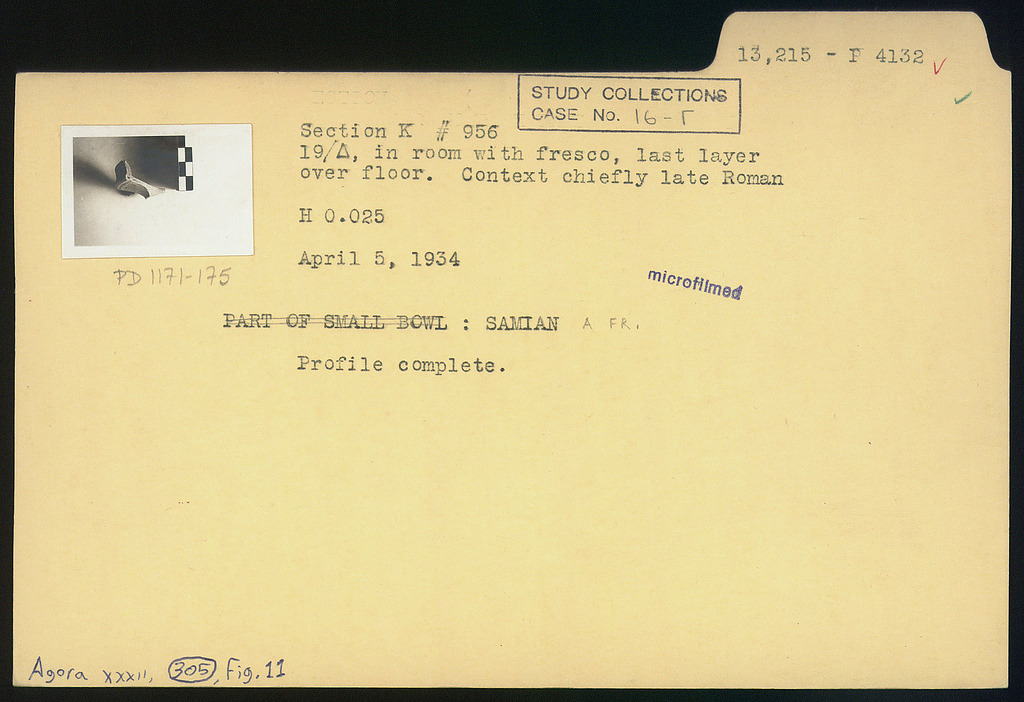 13,215 - P 4132
STUDY COLLECTIONS
CASE No. 16-Γ
Section K # 956
19/Δ, in room with fresco, last layer
over floor. Context chiefly late Roman
H 0.025
April 5, 1934
PD 1171-175
microfilmed
PART OF SMALL BOWL : SAMIAN A FR.
Profile complete.
Agora XXXII, 305, Fig. 11